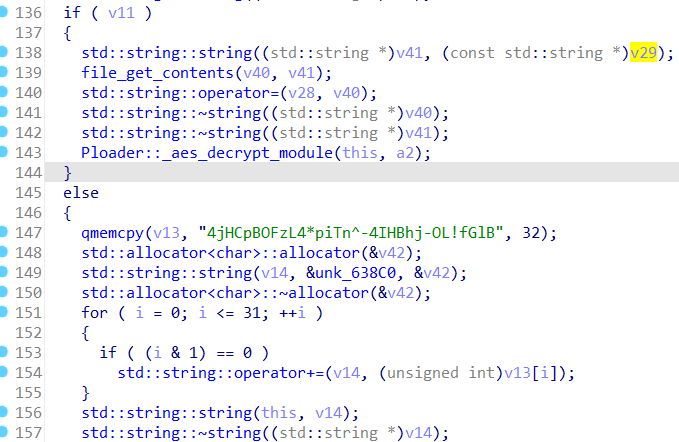 136 if ( v11 )
137 {
138 std::string::string((std::string *)v41, (const std::string *)v29);
139 file_get_contents(v40, v41);
140 std::string::operator=(v28, v40);
141 std::string::~string((std::string *)v40);
142 std::string::~string((std::string *)v41);
143 Ploader::_aes_decrypt_module(this, a2);
144 }
145 else
146 {
147 qmemcpy(v13, "4jHCpBOFzL4*piTn^-4IHBhj-OL!fGlB", 32);
148 std::allocator<char>::allocator(&v42);
149 std::string::string(v14, &unk_638C0, &v42);
150 std::allocator<char>::~allocator(&v42);
151 for ( i = 0; i <= 31; ++i )
152 {
153 if ( (i & 1) == 0 )
154 std::string::operator+=(v14, (unsigned int)v13[i]);
155 }
156 std::string::string(this, v14);
157 std::string::~string((std::string *)v14);